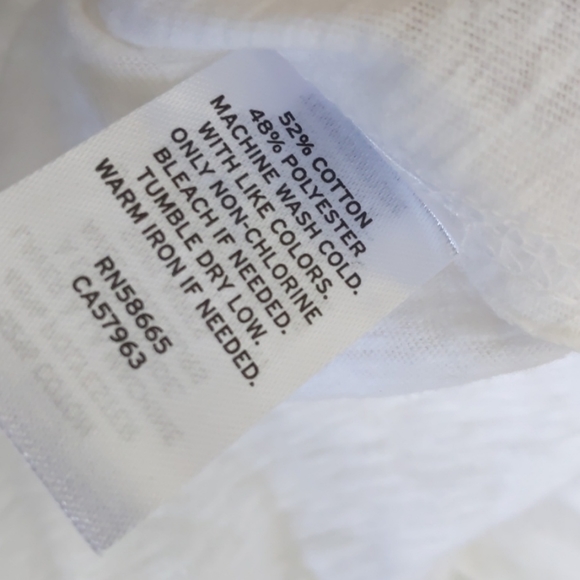 52% COTTON
48% POLYESTER
MACHINE WASH COLD.
WITH LIKE COLORS.
ONLY NON-CHLORINE
BLEACH IF NEEDED.
TUMBLE DRY LOW.
WARM IRON IF NEEDED.
RN58665
CA57963